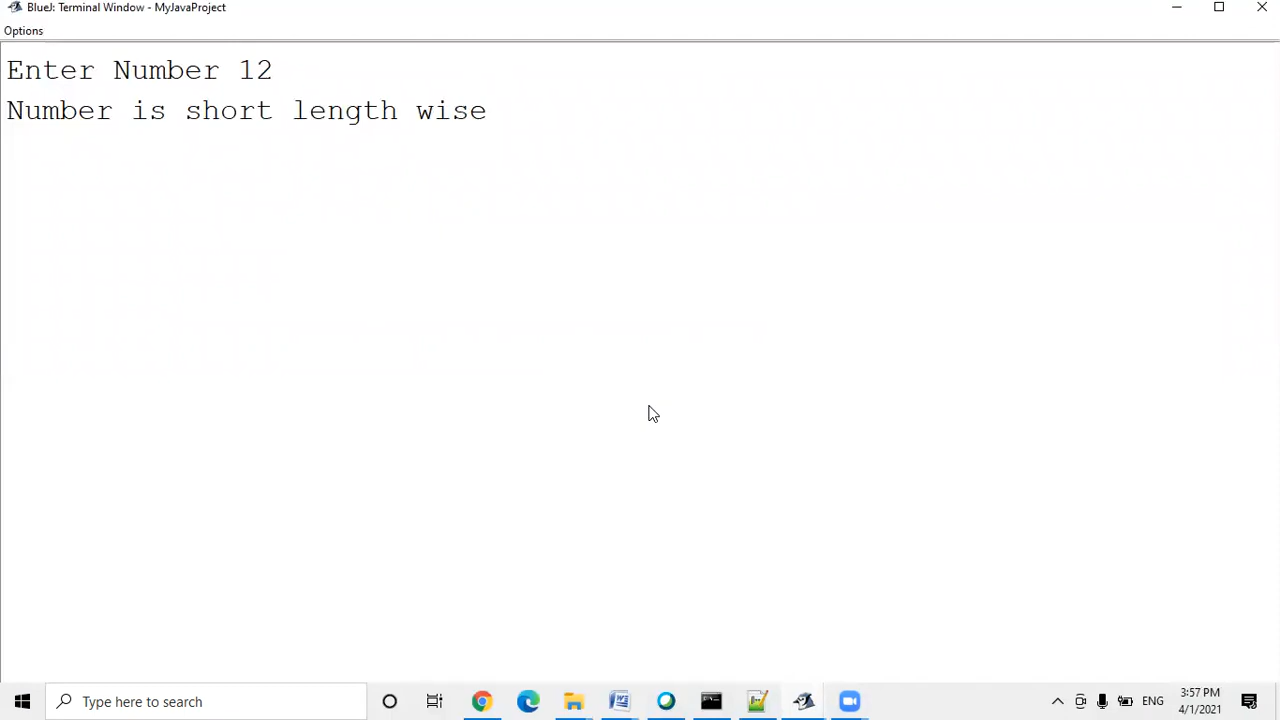 BlueJ: Terminal Window - MyJavaProject
Options
Enter Number 12
Number is short length wise
Type here to search
ENG
3:57 PM
4/1/2021